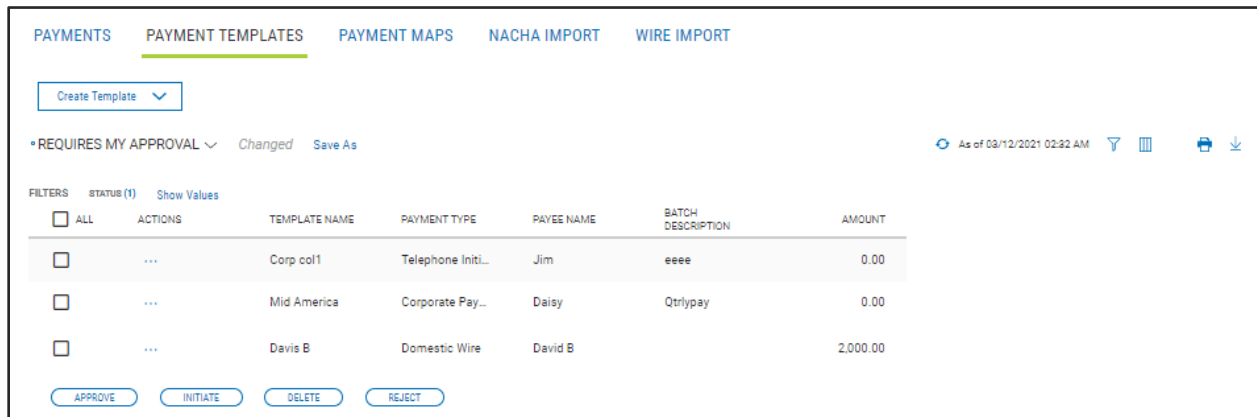 PAYMENTS PAYMENT TEMPLATES PAYMENT MAPS NACHA IMPORT WIRE IMPORT
Create Template
REQUIRES MY APPROVAL Changed Save As As of 03/12/2021 02:32 AM
FILTERS STATUS (1) Show Values
ALL ACTIONS TEMPLATE NAME PAYMENT TYPE PAYEE NAME BATCH DESCRIPTION AMOUNT
... Corp col1 Telephone Initi... Jim eeee 0.00
... Mid America Corporate Pay... Daisy Qtrlypay 0.00
... Davis B Domestic Wire David B 2,000.00
APPROVE INITIATE DELETE REJECT